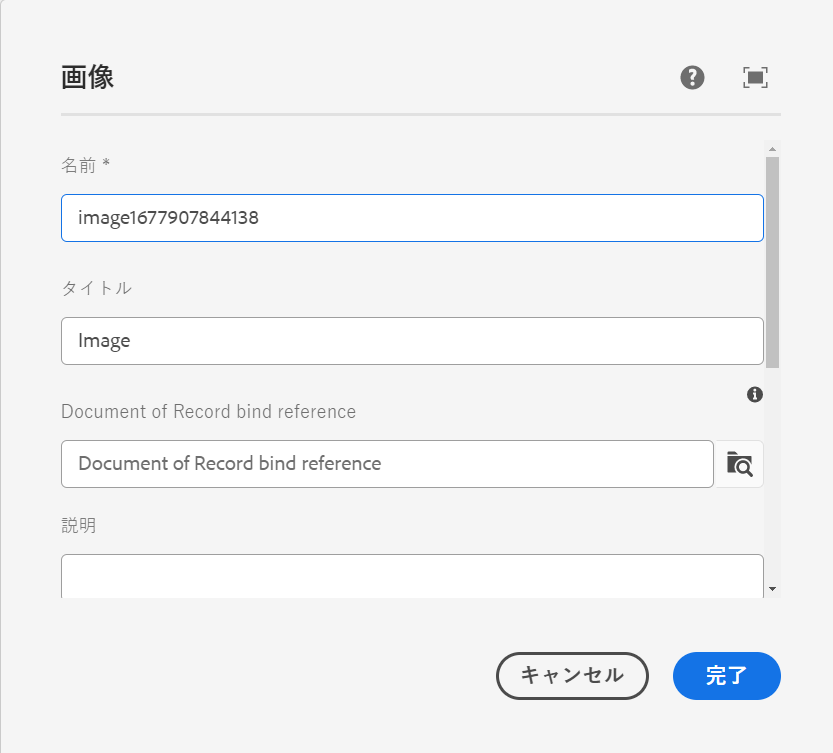 画像
名前 *
image1677907844138
タイトル
Image
Document of Record bind reference
Document of Record bind reference
説明
キャンセル
完了